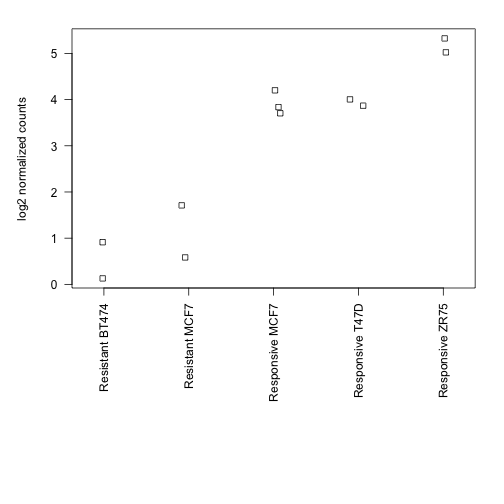 log2 normalized counts
5
4
3
2
1
0
Resistant BT474
Resistant MCF7
Responsive MCF7
Responsive T47D
Responsive ZR75